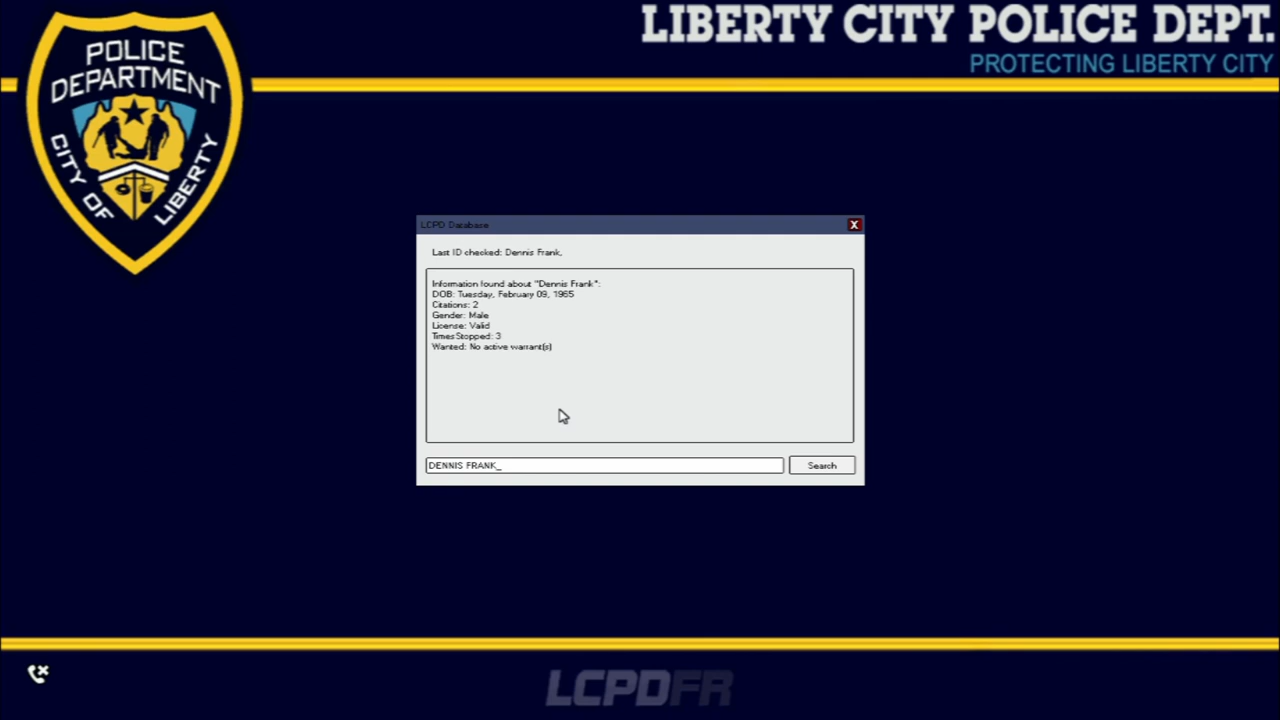 LIBERTY CITY POLICE DEPT.
PROTECTING LIBERTY CITY
POLICE
DEPARTMENT
CITY OF
LIBERTY
LCPD Database
X
Last ID checked: Dennis Frank,
Information found about "Dennis Frank":
DOB: Tuesday, February 09, 1965
Citations: 2
Gender: Male
License: Valid
TimesStopped: 3
Wanted: No active warrant(s)
DENNIS FRANK_
Search
LCPDFR